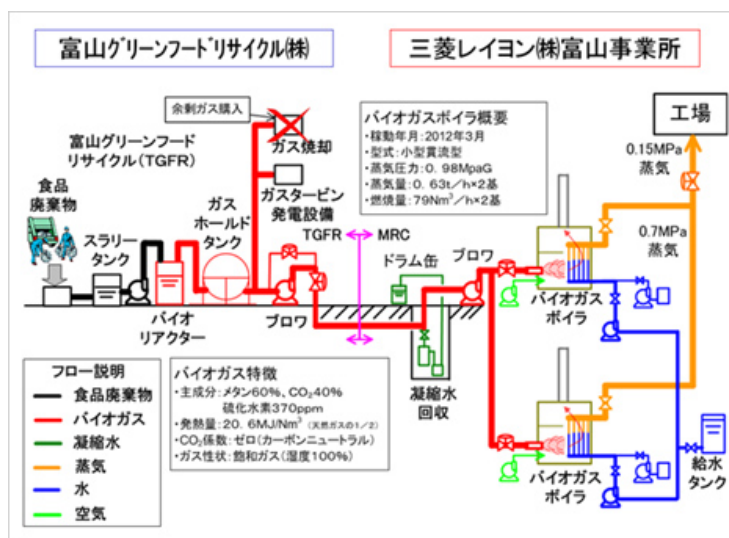 富山グリーンフードリサイクル㈱
三菱レイヨン㈱富山事業所
余剰ガス購入
ガス焼却
富山グリーンフード
リサイクル(TGFR)
食品
廃棄物
スラリー
タンク
ガス
ホールド
タンク
ガスタービン
発電設備
TGFR
MRC
バイオ
リアクター
ブロワ
バイオガスボイラ概要
・稼動年月:2012年3月
・型式:小型貫流型
・蒸気圧力:0.98MpaG
・蒸気量:0.63t/h×2基
・燃焼量:79Nm³/h×2基
工場
0.15MPa
蒸気
0.7MPa
蒸気
ドラム缶
ブロワ
バイオガス
ボイラ
凝縮水
回収
バイオガス
ボイラ
給水
タンク
フロー説明
食品廃棄物
バイオガス
凝縮水
蒸気
水
空気
バイオガス特徴
・主成分:メタン60%、CO₂40%
硫化水素370ppm
・発熱量:20.6MJ/Nm³ (天然ガスの1/2)
・CO₂係数:ゼロ(カーボンニュートラル)
・ガス性状:飽和ガス(湿度100%)